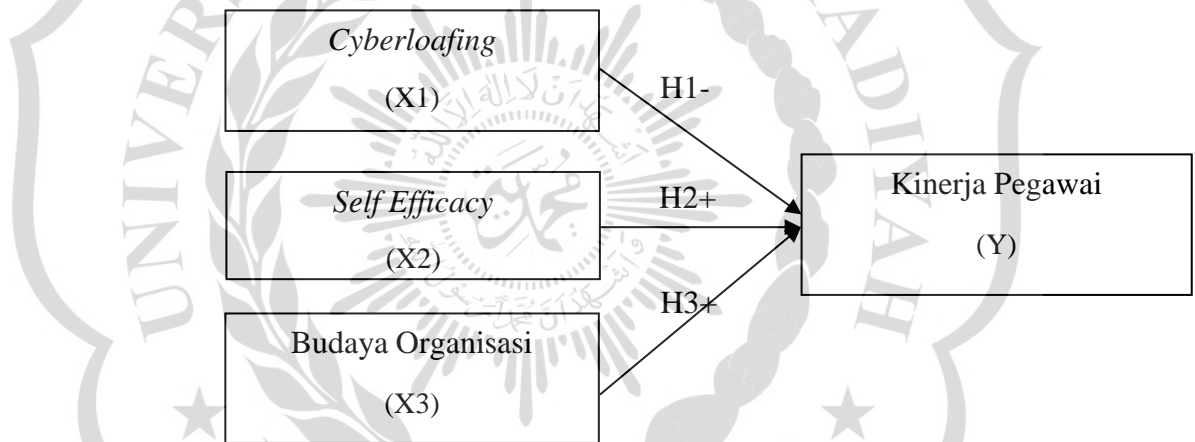 Cyberloafing
(X1)
H1-
Self Efficacy
(X2)
H2+
Budaya Organisasi
(X3)
H3+
Kinerja Pegawai
(Y)